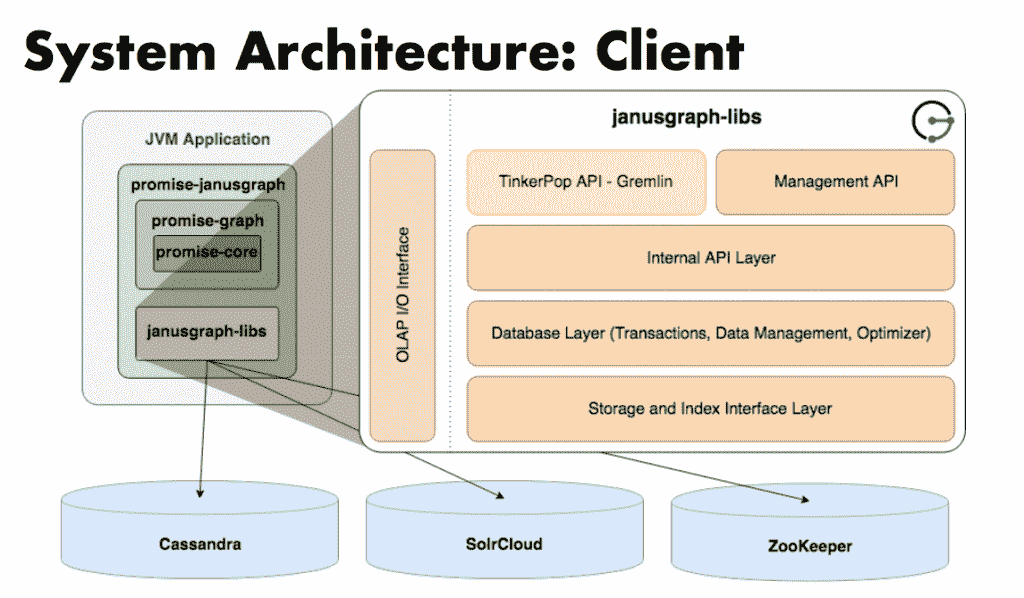 System Architecture: Client
JVM Application
promise-janusgraph
promise-graph
promise-core
janusgraph-libs
janusgraph-libs
OLAP I/O Interface
TinkerPop API - Gremlin
Management API
Internal API Layer
Database Layer (Transactions, Data Management, Optimizer)
Storage and Index Interface Layer
Cassandra
SolrCloud
ZooKeeper